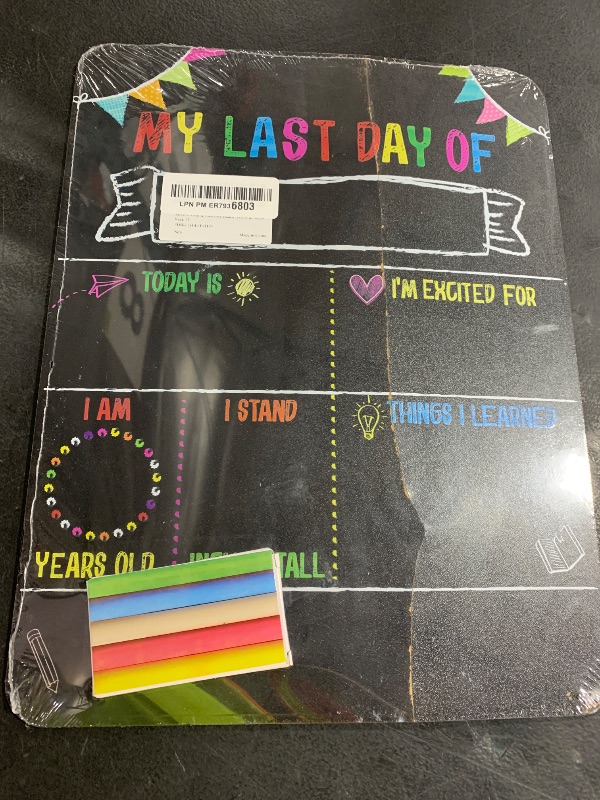 MY LAST DAY OF
LPN PM ER7936803
TODAY IS
I'M EXCITED FOR
I AM
I STAND
THINGS I LEARNED
YEARS OLD
TALL